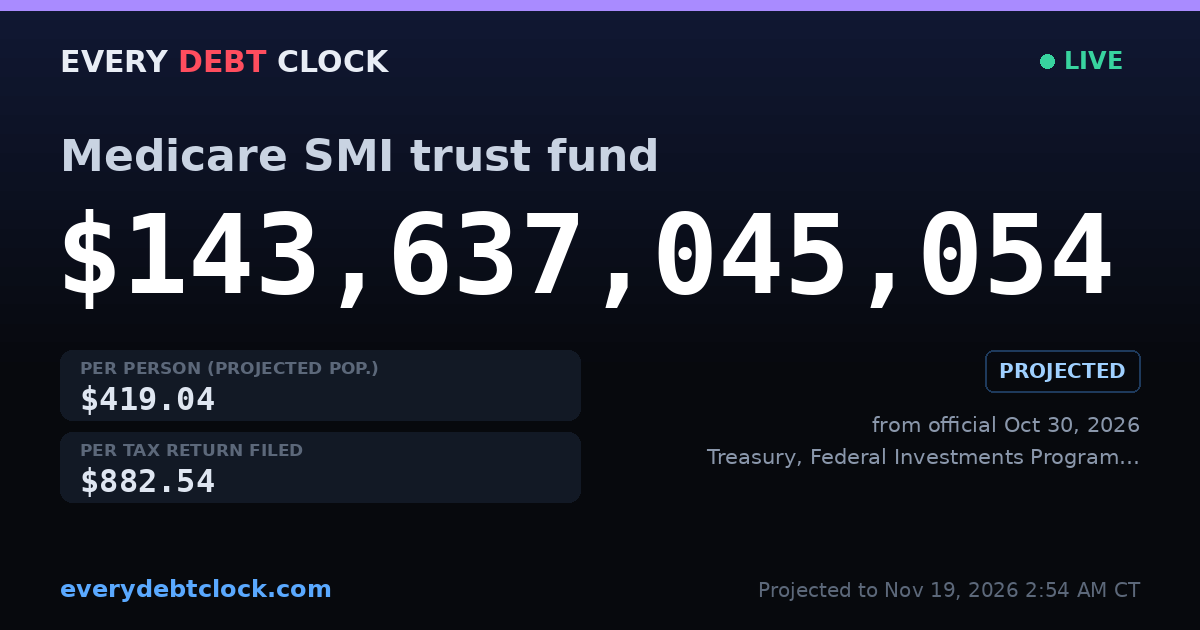 EVERY DEBT CLOCK
LIVE
Medicare SMI trust fund
$143,637,045,054
PER PERSON (PROJECTED POP.)
$419.04
PER TAX RETURN FILED
$882.54
PROJECTED
from official Oct 30, 2026
Treasury, Federal Investments Program…
everydebtclock.com
Projected to Nov 19, 2026 2:54 AM CT